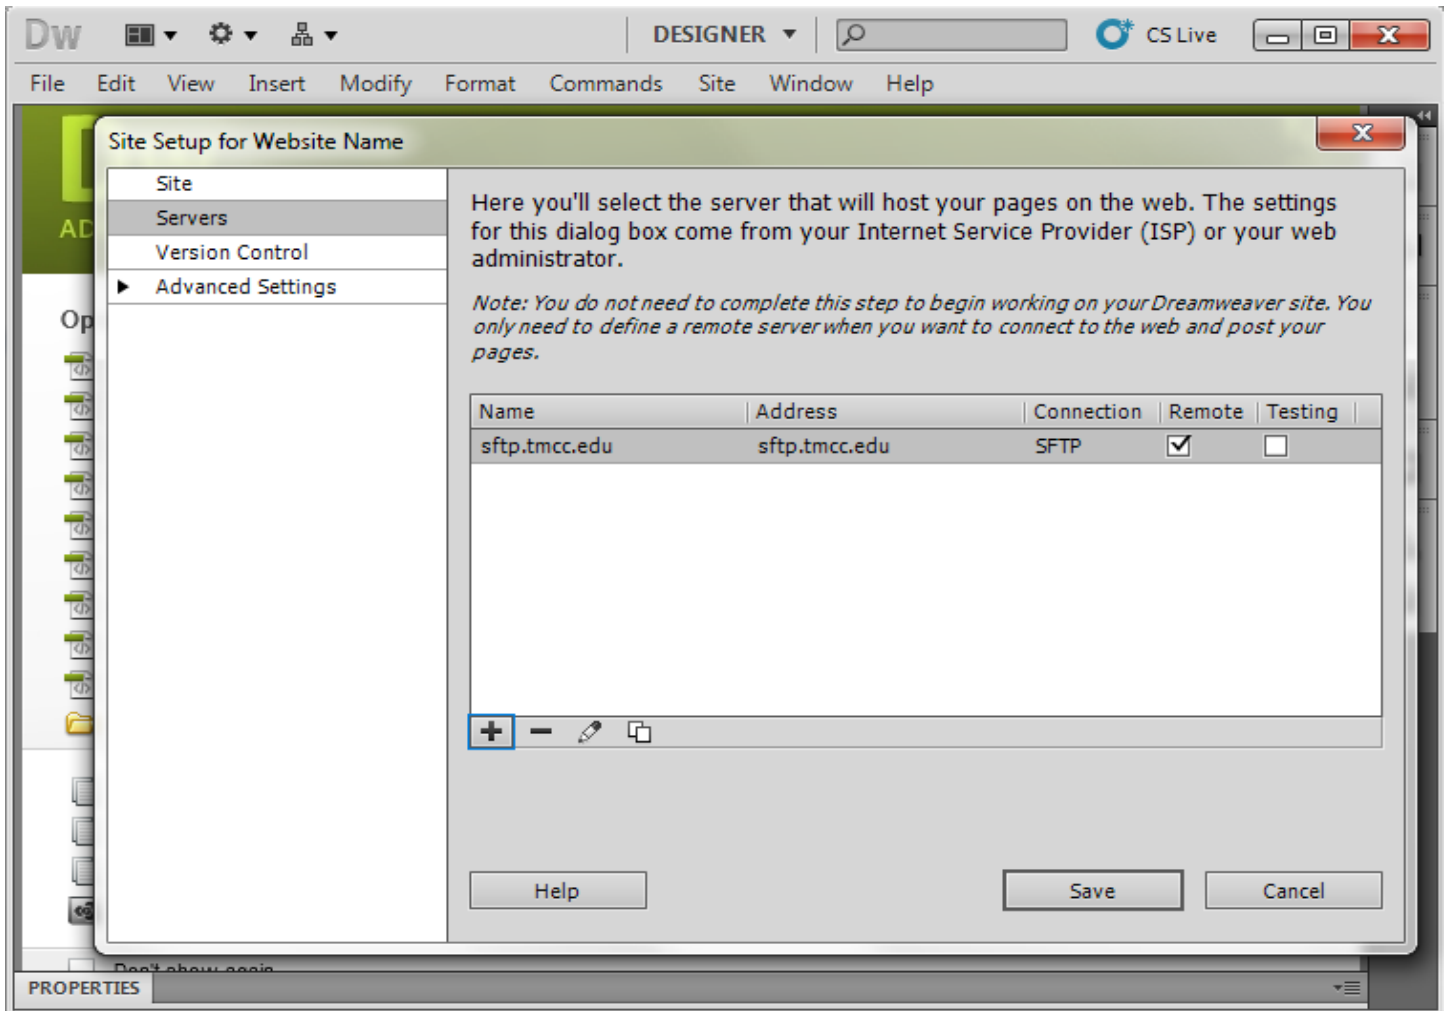 Dw
DESIGNER
CS Live
File Edit View Insert Modify Format Commands Site Window Help
Site Setup for Website Name
AD
Op
Site
Servers
Version Control
Advanced Settings
Here you'll select the server that will host your pages on the web. The settings
for this dialog box come from your Internet Service Provider (ISP) or your web
administrator.
Note: You do not need to complete this step to begin working on your Dreamweaver site. You
only need to define a remote server when you want to connect to the web and post your
pages.
Name Address Connection Remote Testing
sftp.tmcc.edu sftp.tmcc.edu SFTP
Help Save Cancel
Don't show again
PROPERTIES